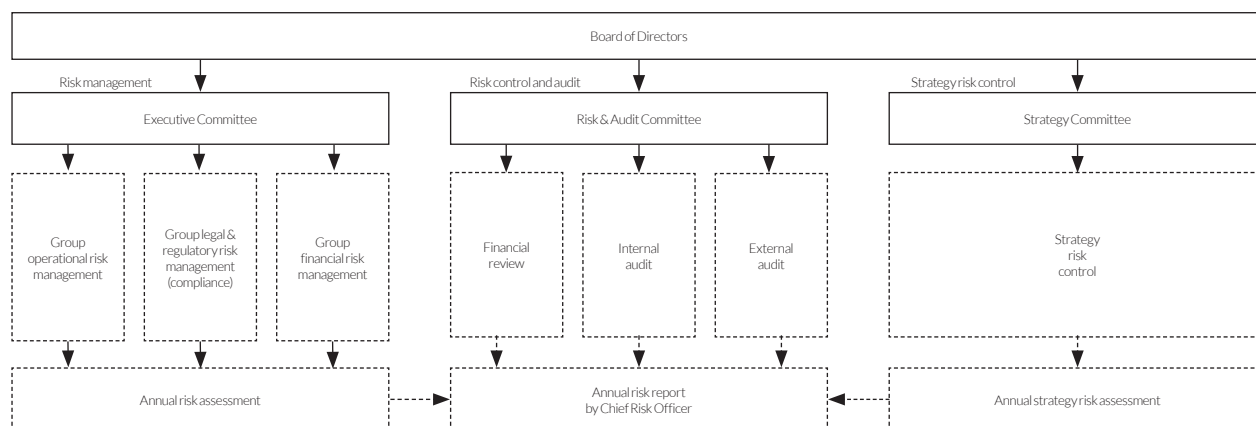 Board of Directors
Risk management
Risk control and audit
Strategy risk control
Executive Committee
Risk & Audit Committee
Strategy Committee
Group
operational risk
management
Group legal &
regulatory risk
management
(compliance)
Group
financial risk
management
Financial
review
Internal
audit
External
audit
Strategy
risk
control
Annual risk assessment
Annual risk report
by Chief Risk Officer
Annual strategy risk assessment